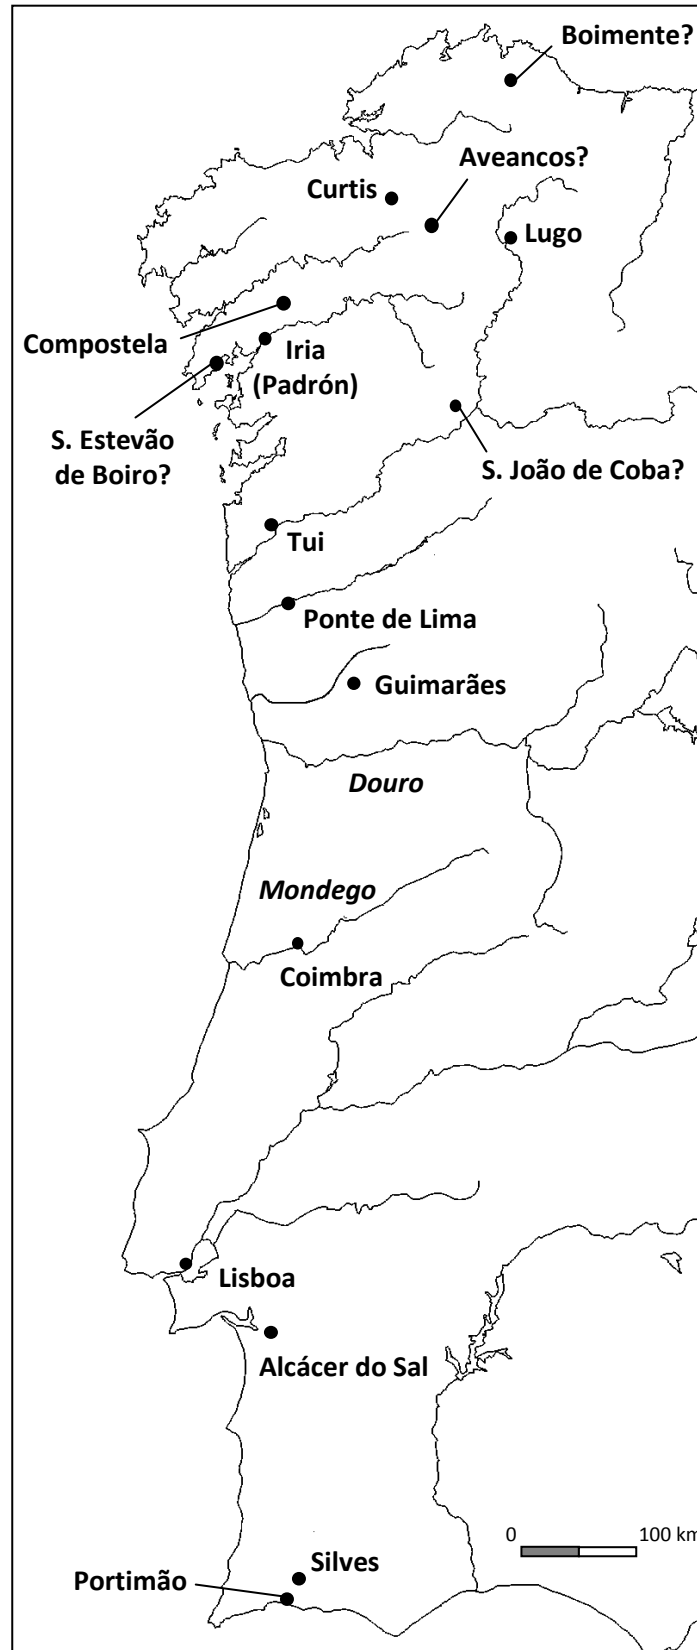 Boimente?
Aveancos?
Curtis
Lugo
Compostela
Iria
(Padrón)
S. Estevão
de Boiro?
S. João de Coba?
Tui
Ponte de Lima
Guimarães
Douro
Mondego
Coimbra
Lisboa
Alcácer do Sal
0 100 km
Silves
Portimão